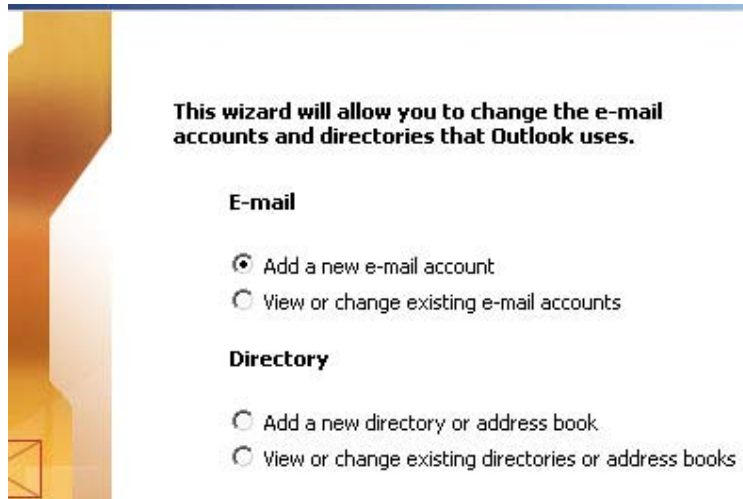 This wizard will allow you to change the e-mail
accounts and directories that Outlook uses.
E-mail
Add a new e-mail account
View or change existing e-mail accounts
Directory
Add a new directory or address book
View or change existing directories or address books